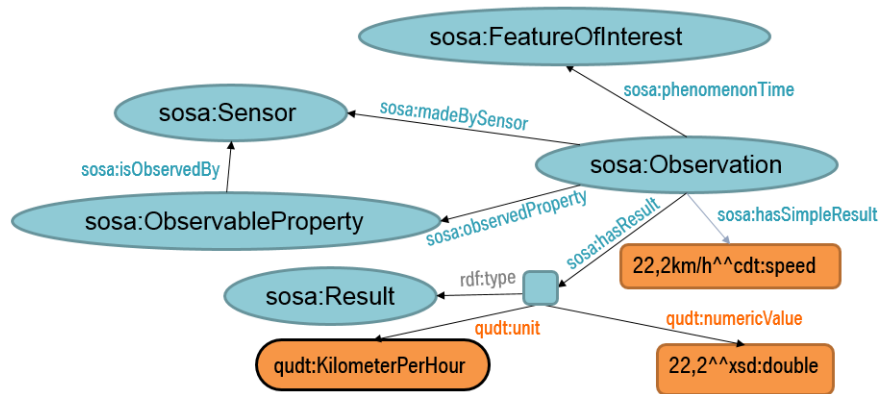 sosa:FeatureOfInterest
sosa:phenomenonTime
sosa:Sensor
sosa:madeBySensor
sosa:isObservedBy
sosa:Observation
sosa:ObservableProperty
sosa:observedProperty
sosa:hasSimpleResult
sosa:hasResult
22,2km/h^^cdt:speed
rdf:type
sosa:Result
qudt:unit
qudt:numericValue
qudt:KilometerPerHour
22,2^^xsd:double